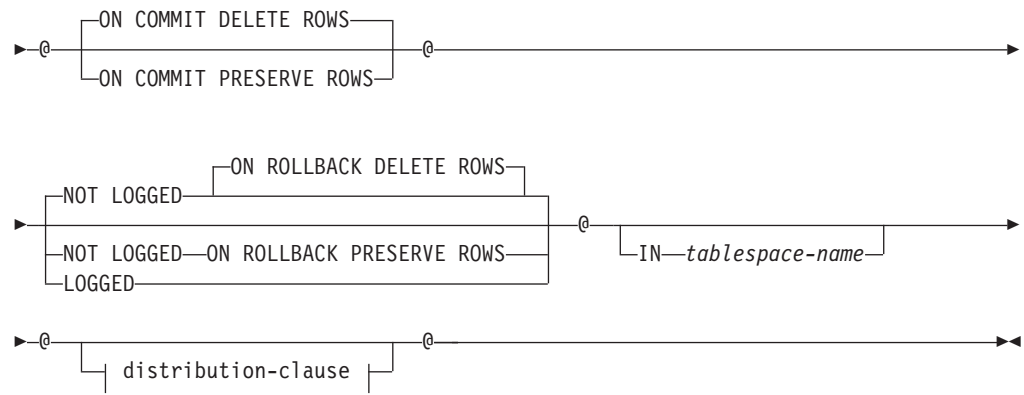 ON COMMIT DELETE ROWS
@ @
ON COMMIT PRESERVE ROWS
ON ROLLBACK DELETE ROWS
NOT LOGGED
@
NOT LOGGED ON ROLLBACK PRESERVE ROWS IN tablespace-name
LOGGED
@ @
distribution-clause